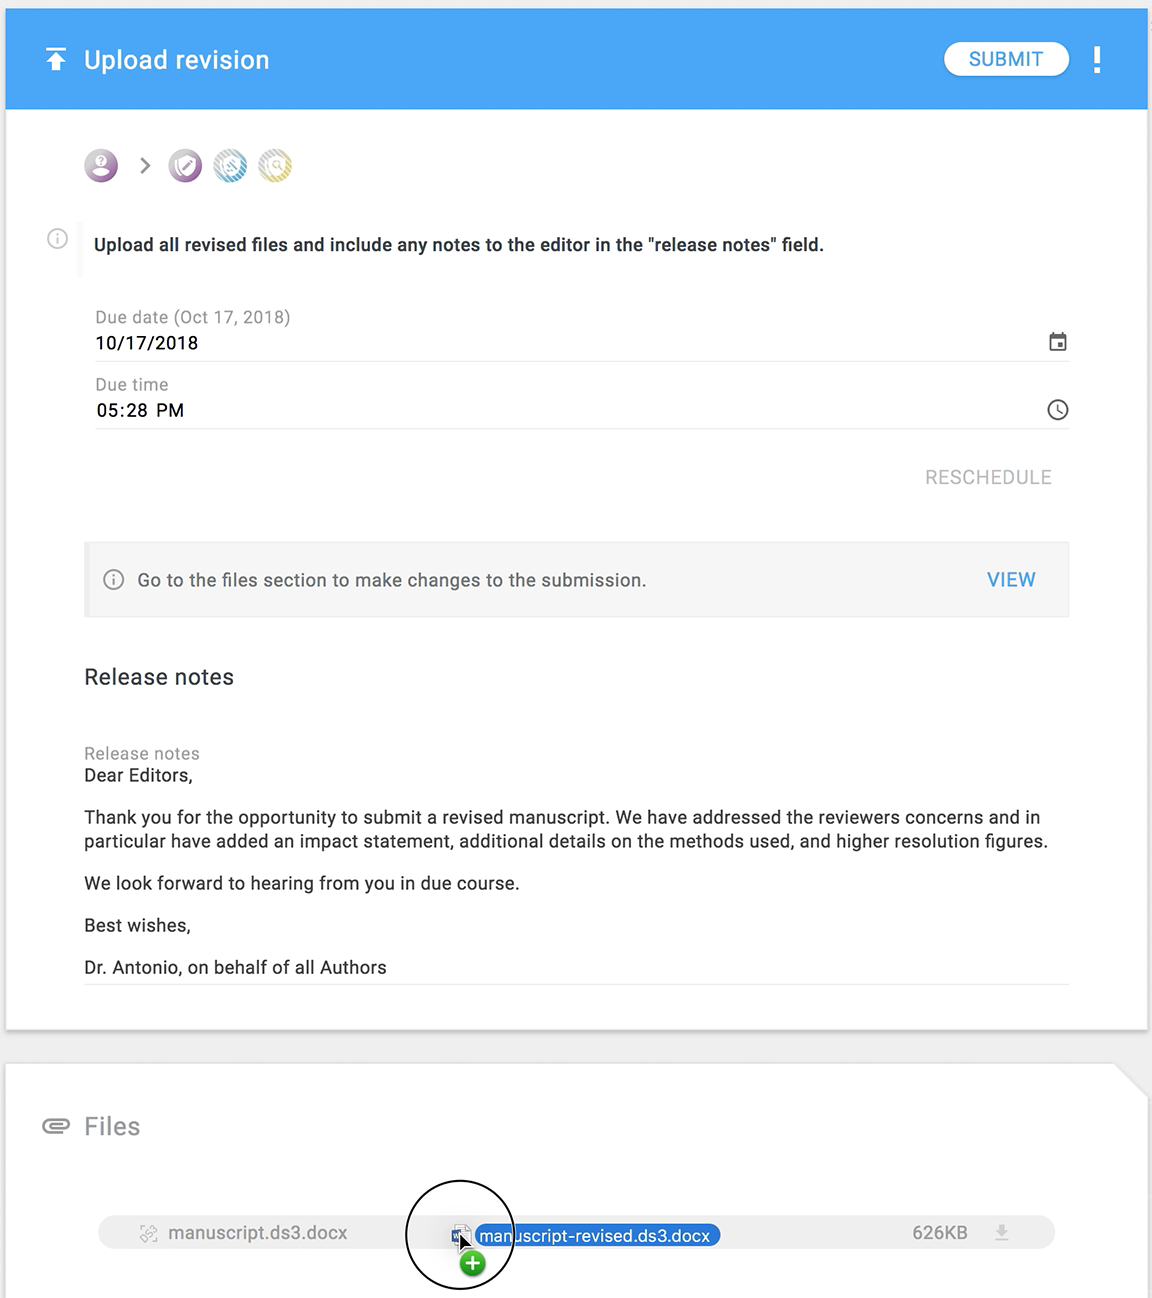 Upload revision
SUBMIT
Upload all revised files and include any notes to the editor in the "release notes" field.
Due date (Oct 17, 2018)
10/17/2018
Due time
05:28 PM
RESCHEDULE
Go to the files section to make changes to the submission.
VIEW
Release notes
Release notes
Dear Editors,
Thank you for the opportunity to submit a revised manuscript. We have addressed the reviewers concerns and in
particular have added an impact statement, additional details on the methods used, and higher resolution figures.
We look forward to hearing from you in due course.
Best wishes,
Dr. Antonio, on behalf of all Authors
Files
manuscript.ds3.docx
manuscript-revised.ds3.docx
626KB